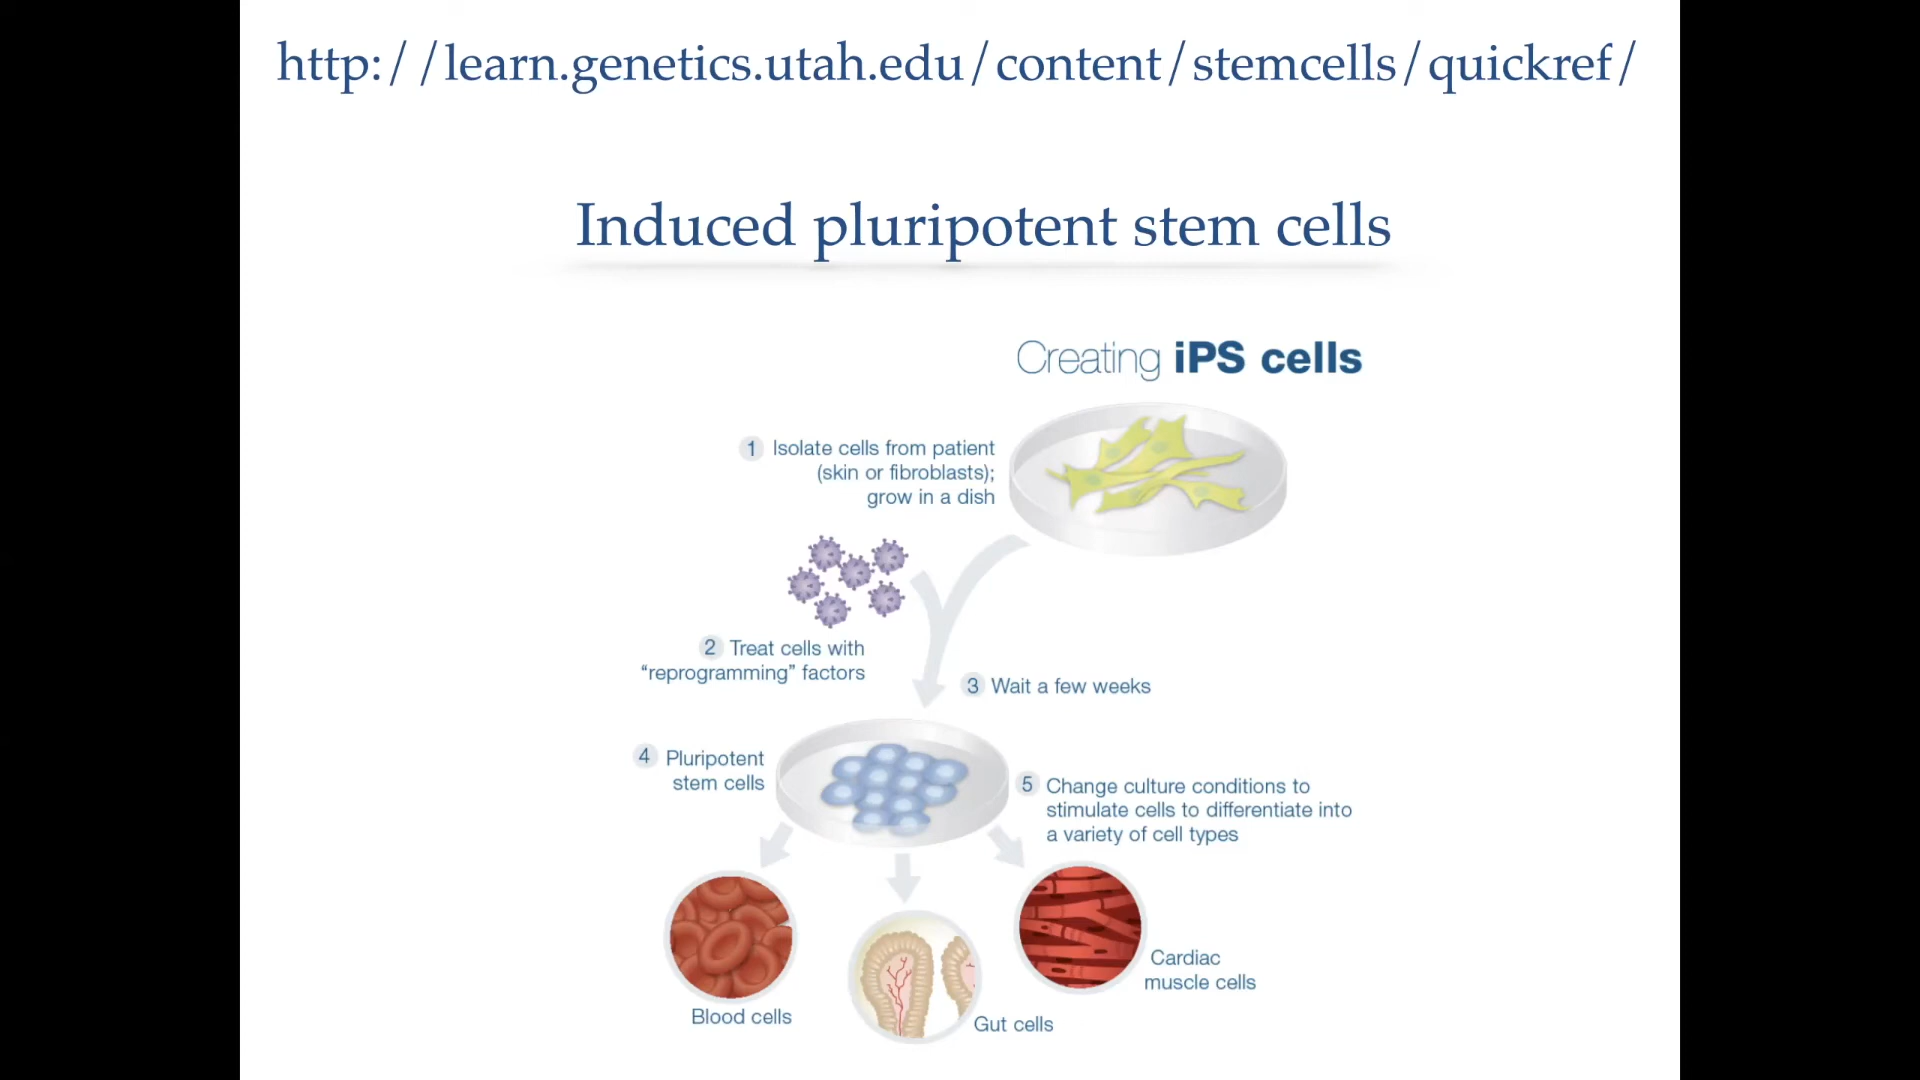 http://learn.genetics.utah.edu/content/stemcells/quickref/
Induced pluripotent stem cells
Creating iPS cells
1 Isolate cells from patient
(skin or fibroblasts);
grow in a dish
2 Treat cells with
“reprogramming” factors
3 Wait a few weeks
4 Pluripotent
stem cells
5 Change culture conditions to
stimulate cells to differentiate into
a variety of cell types
Blood cells
Gut cells
Cardiac
muscle cells